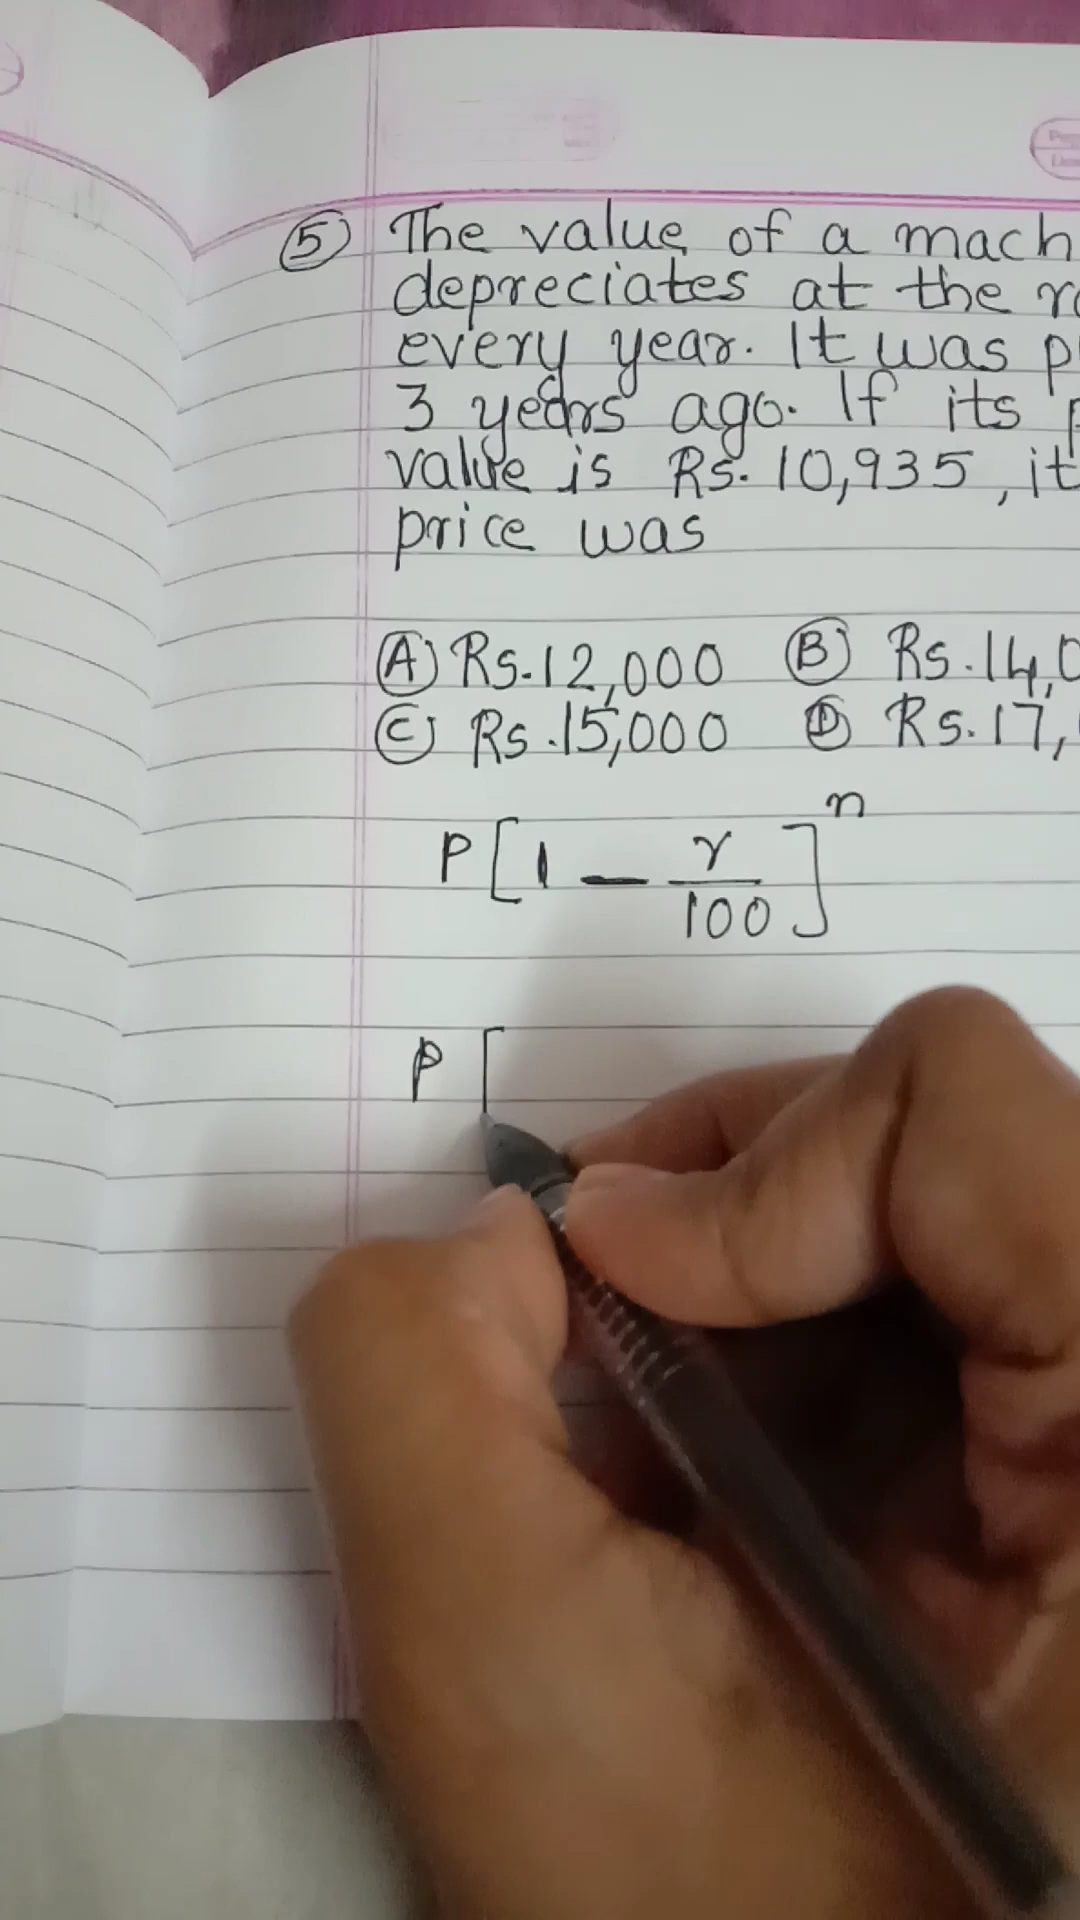 ⑤ The value of a mach
depreciates at the r
every year. It was p
3 years ago. If its p
value is Rs. 10,935, it
price was
Ⓐ Rs. 12,000 Ⓑ Rs. 14,0
Ⓒ Rs. 15,000 Ⓓ Rs. 17,
P[1 - r/100]^n
P [